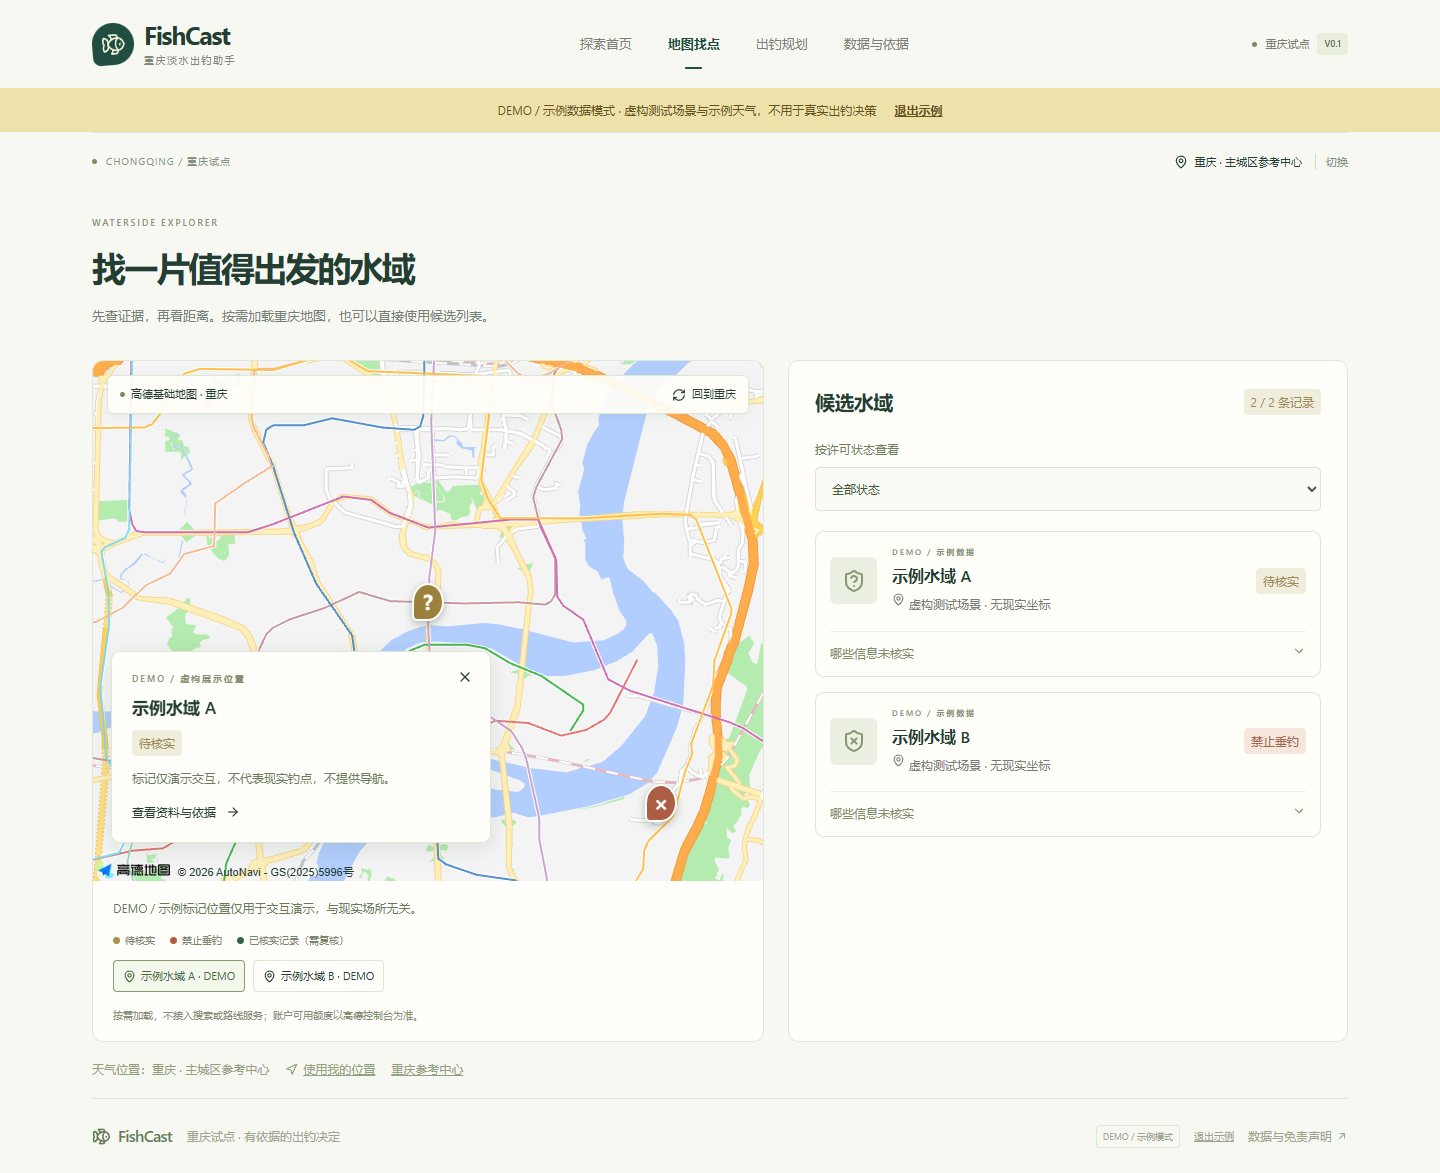 FishCast
重庆淡水出钓助手
探索首页
地图找点
出钓规划
数据与依据
重庆试点
V0.1
DEMO / 示例数据模式 · 虚构测试场景与示例天气，不用于真实出钓决策
退出示例
CHONGQING / 重庆试点
重庆 · 主城区参考中心
切换
WATERSIDE EXPLORER
找一片值得出发的水域
先查证据，再看距离。按需加载重庆地图，也可以直接使用候选列表。
高德基础地图 · 重庆
回到重庆
?
DEMO / 虚构展示位置
示例水域 A
待核实
标记仅演示交互，不代表现实钓点，不提供导航。
查看资料与依据
高德地图
© 2026 AutoNavi - GS(2025)5996号
DEMO / 示例标记位置仅用于交互演示，与现实场所无关。
待核实
禁止垂钓
已核实记录（需复核）
示例水域 A · DEMO
示例水域 B · DEMO
按需加载，不接入搜索或路线服务；账户可用额度以高德控制台为准。
候选水域
2 / 2 条记录
按许可状态查看
全部状态
DEMO / 示例数据
示例水域 A
虚构测试场景 · 无现实坐标
待核实
哪些信息未核实
DEMO / 示例数据
示例水域 B
虚构测试场景 · 无现实坐标
禁止垂钓
哪些信息未核实
天气位置：重庆 · 主城区参考中心
使用我的位置
重庆参考中心
FishCast
重庆试点 · 有依据的出钓决定
DEMO / 示例模式
退出示例
数据与免责声明